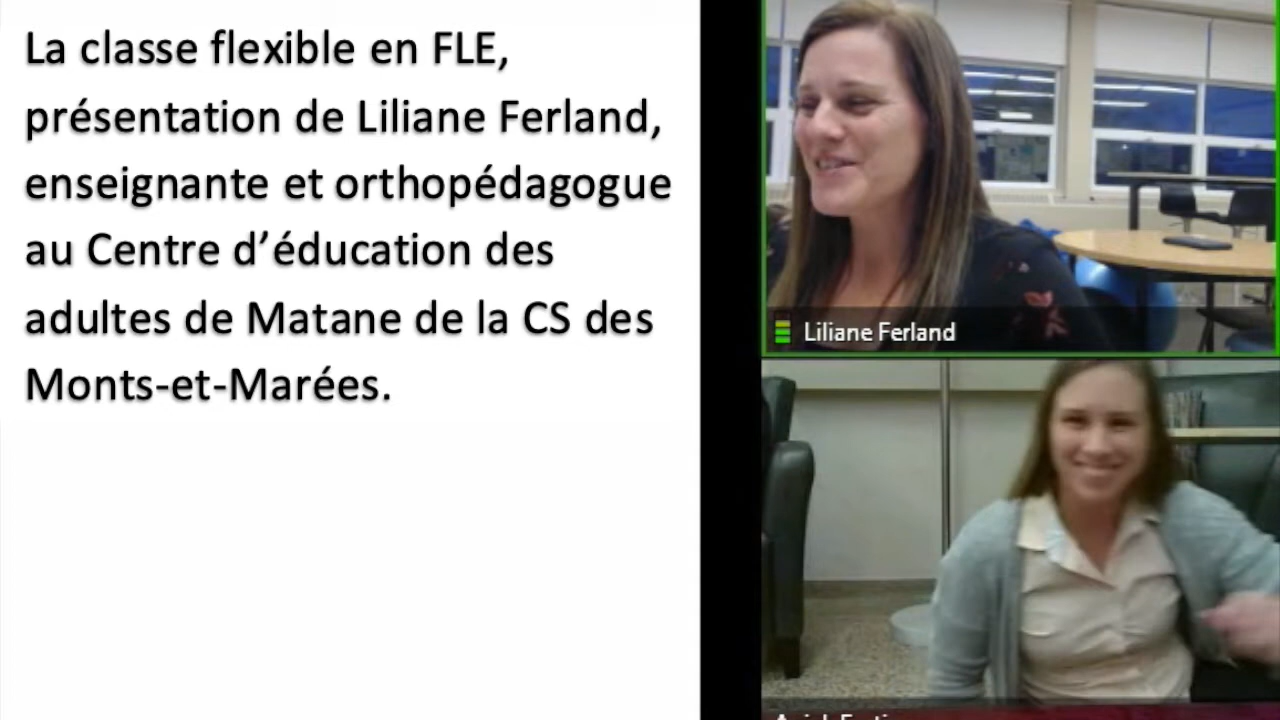 La classe flexible en FLE,
présentation de Liliane Ferland,
enseignante et orthopédagogue
au Centre d’éducation des
adultes de Matane de la CS des
Monts-et-Marées.
Liliane Ferland